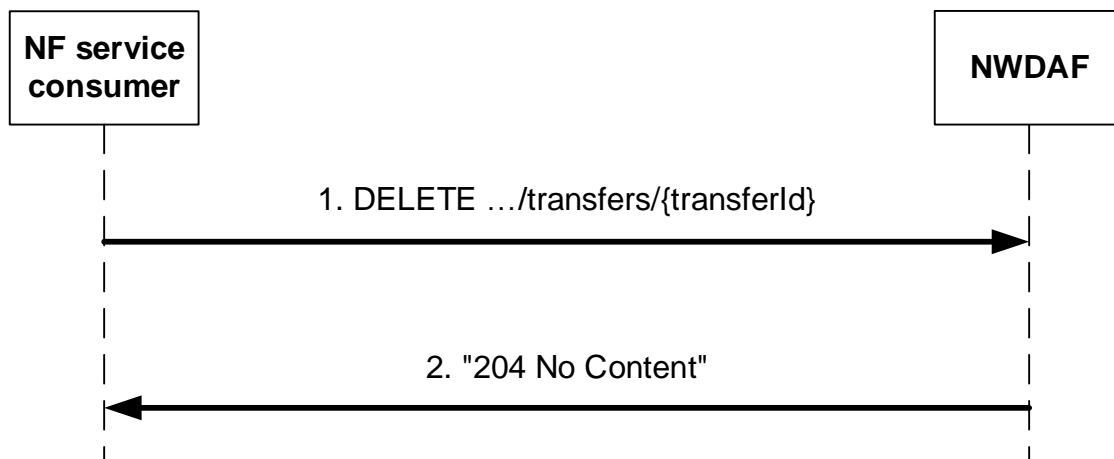 NF service
consumer
NWDAF
1. DELETE …/transfers/{transferId}
2. "204 No Content"